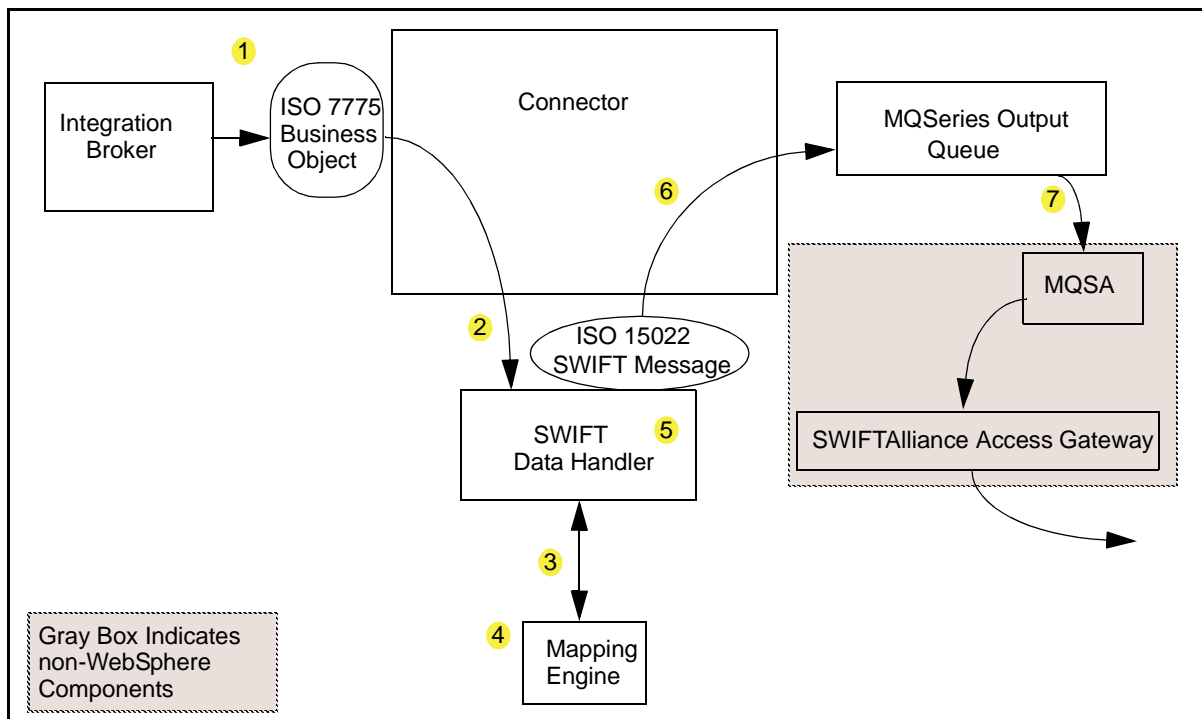 1
Integration
Broker
ISO 7775
Business
Object
Connector
MQSeries Output
Queue
6
7
MQSA
2
ISO 15022
SWIFT Message
SWIFT
Data Handler
5
SWIFTAlliance Access Gateway
3
4
Mapping
Engine
Gray Box Indicates
non-WebSphere
Components